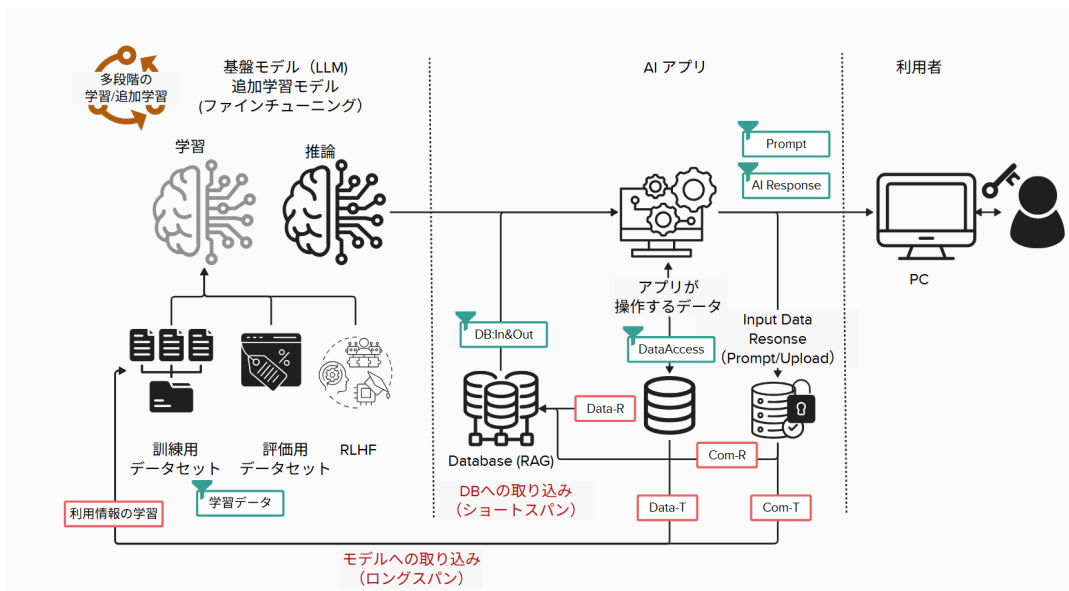 多段階の
学習/追加学習
基盤モデル（LLM)
追加学習モデル
(ファインチューニング）
AI アプリ
利用者
学習
推論
Prompt
AI Response
PC
アプリが
操作するデータ
DB:In&Out
DataAccess
Input Data
Resonse
（Prompt/Upload）
Data-R
訓練用
データセット
評価用
データセット
RLHF
Database (RAG)
Com-R
DBへの取り込み
（ショートスパン）
学習データ
利用情報の学習
Data-T
Com-T
モデルへの取り込み
（ロングスパン）